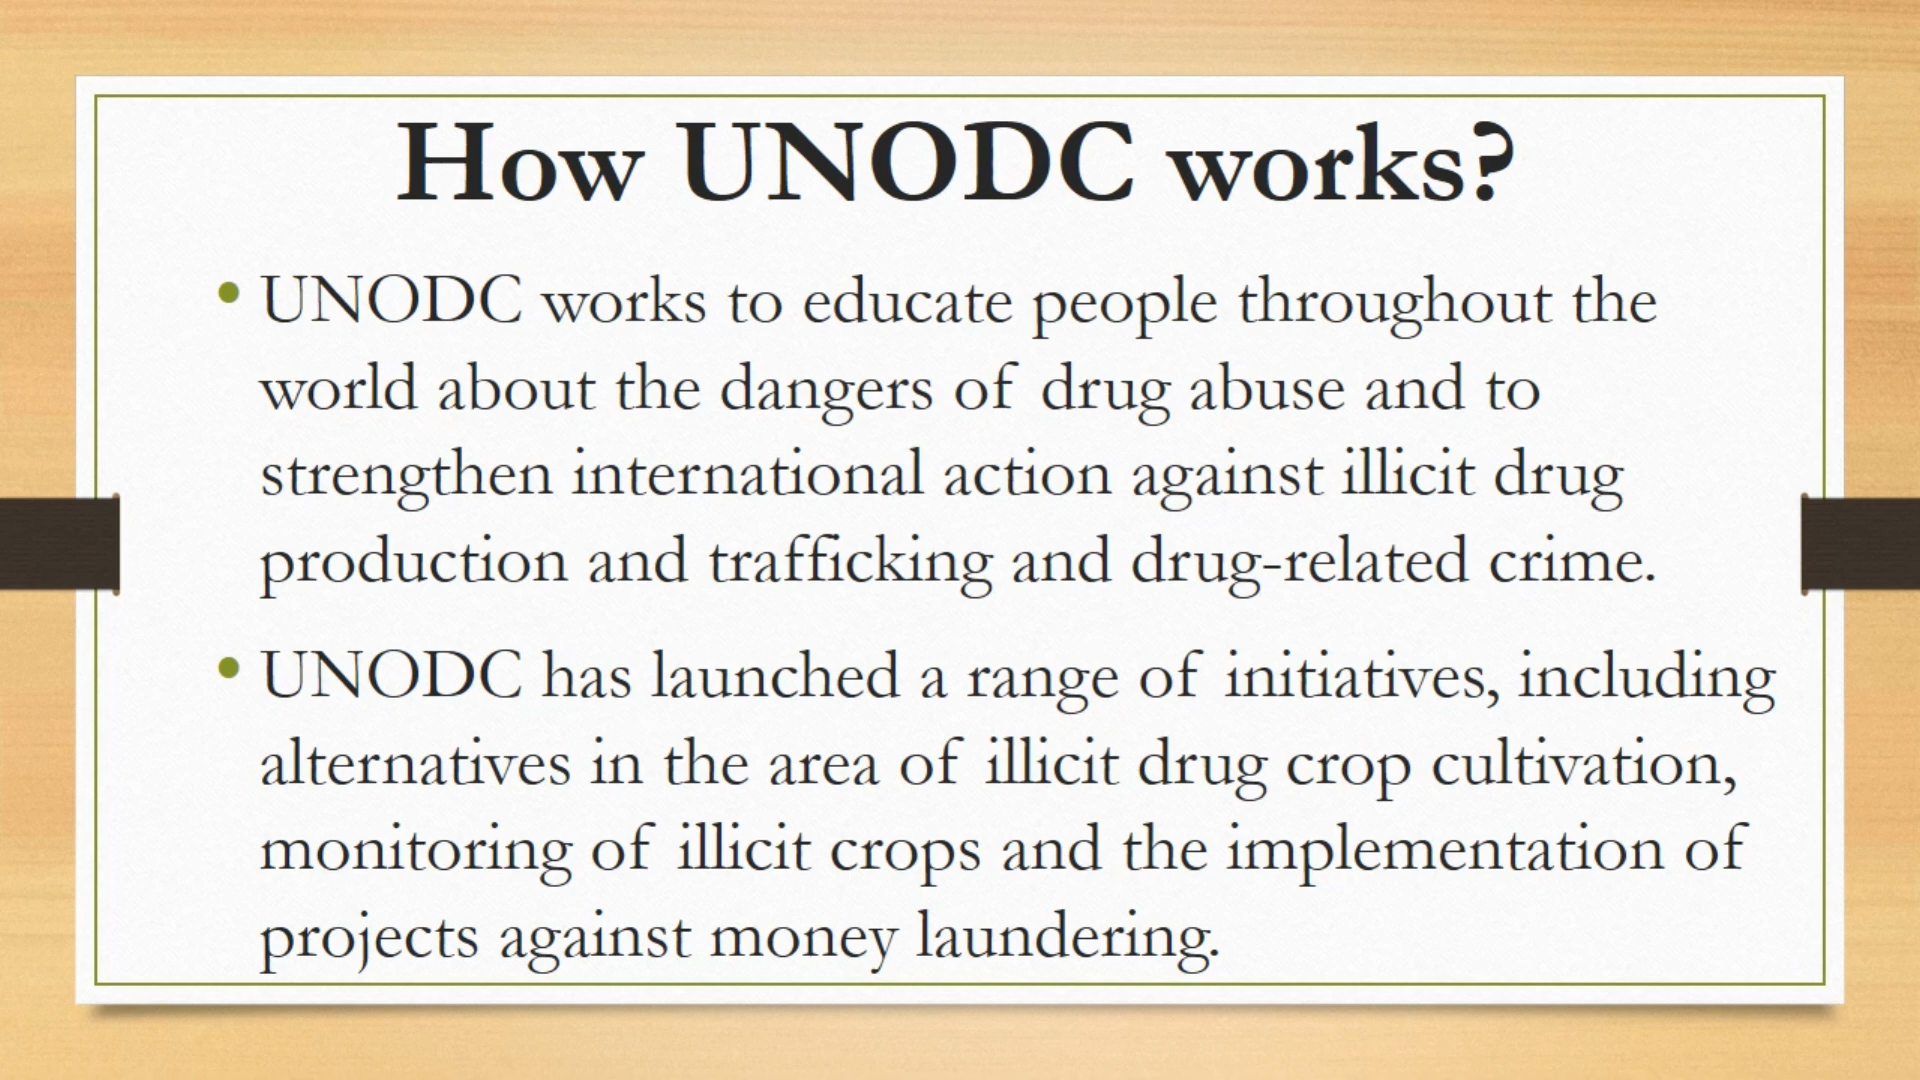 How UNODC works?
• UNODC works to educate people throughout the
world about the dangers of drug abuse and to
strengthen international action against illicit drug
production and trafficking and drug-related crime.
• UNODC has launched a range of initiatives, including
alternatives in the area of illicit drug crop cultivation,
monitoring of illicit crops and the implementation of
projects against money laundering.